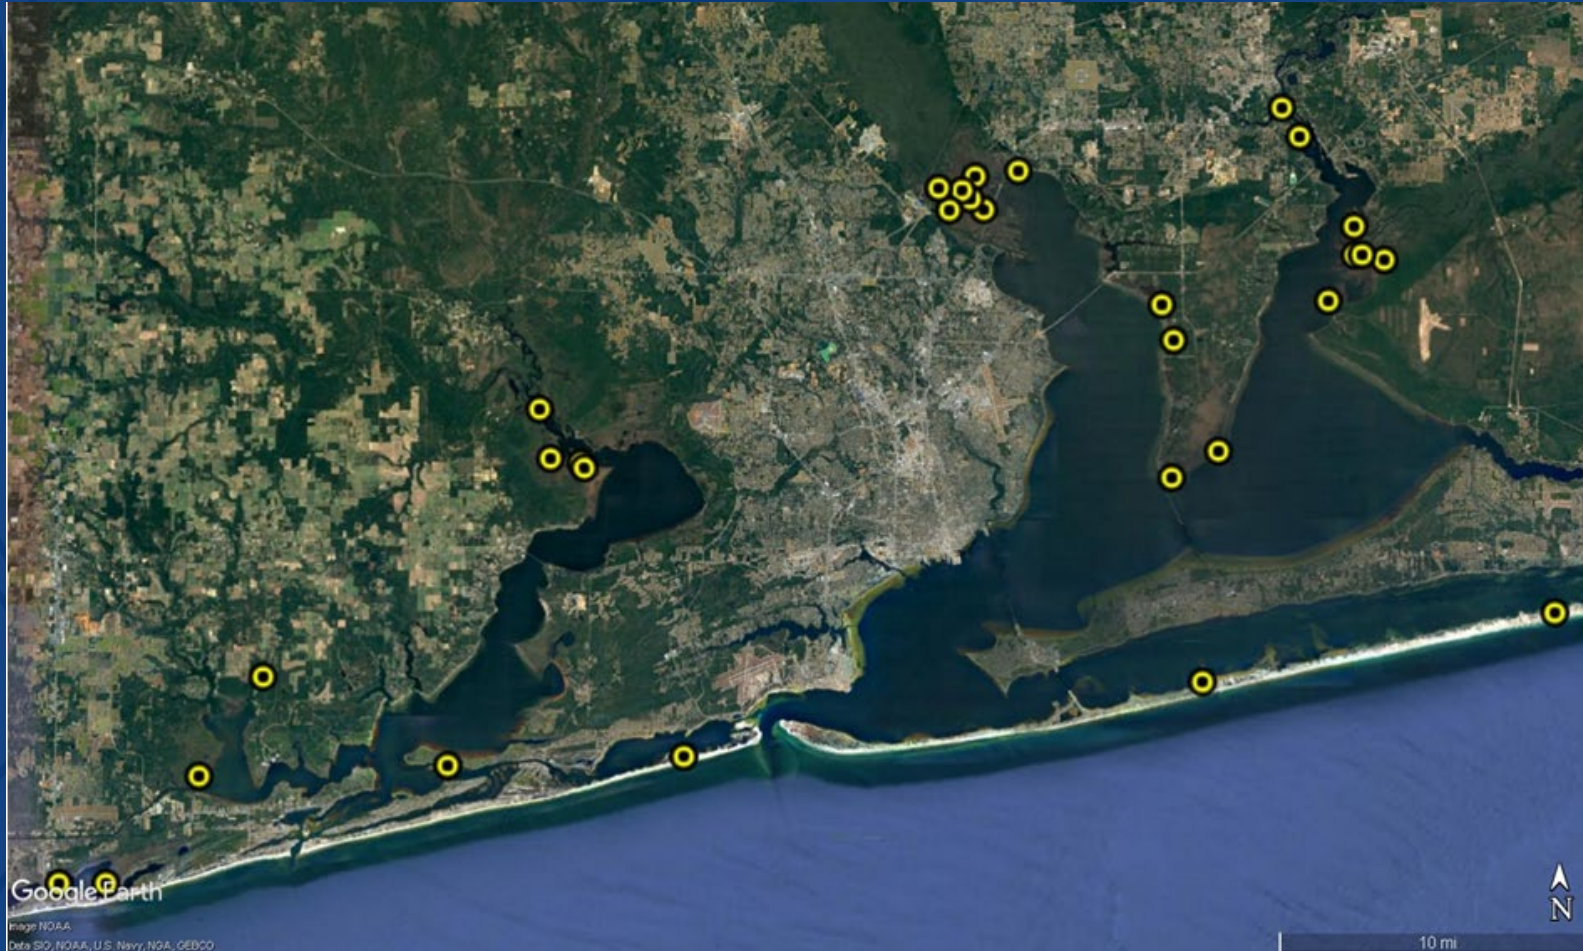 Google Earth
Image NOAA
Data SIO, NOAA, U.S. Navy, NGA, GEBCO
N
10 mi